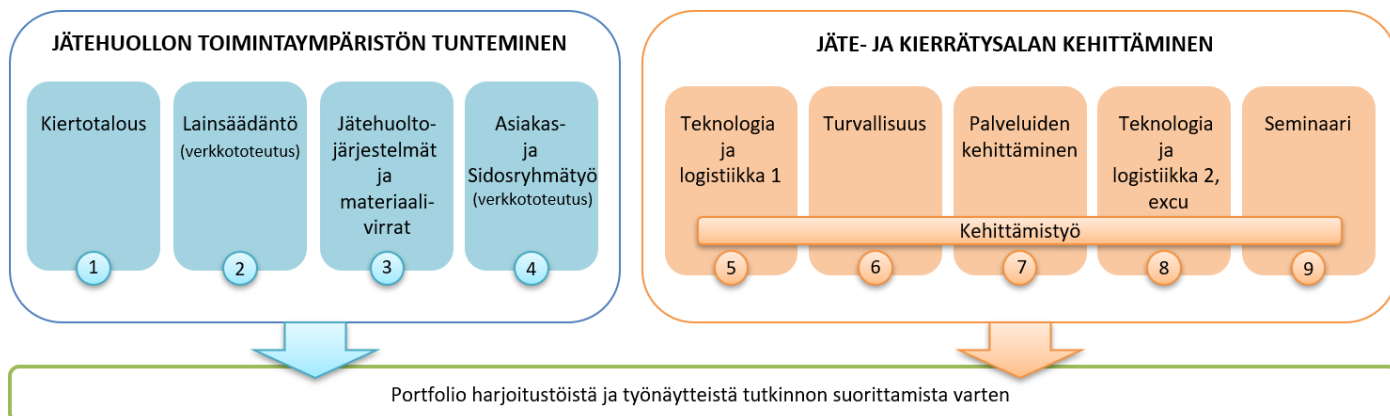 JÄTEHUOLLON TOIMINTAYMPÄRISTÖN TUNTEMINEN
Kiertotalous
1
Lainsäädäntö
(verkkototeutus)
2
Jätehuolto-
järjestelmät
ja
materiaali-
virrat
3
Asiakas-
ja
Sidosryhmätyö
(verkkototeutus)
4
JÄTE- JA KIERRÄTYSALAN KEHITTÄMINEN
Teknologia
ja
logistiikka 1
Turvallisuus
Palveluiden
kehittäminen
Teknologia
ja
logistiikka 2,
excu
Seminaari
Kehittämistyö
5
6
7
8
9
Portfolio harjoitustöistä ja työnäytteistä tutkinnon suorittamista varten